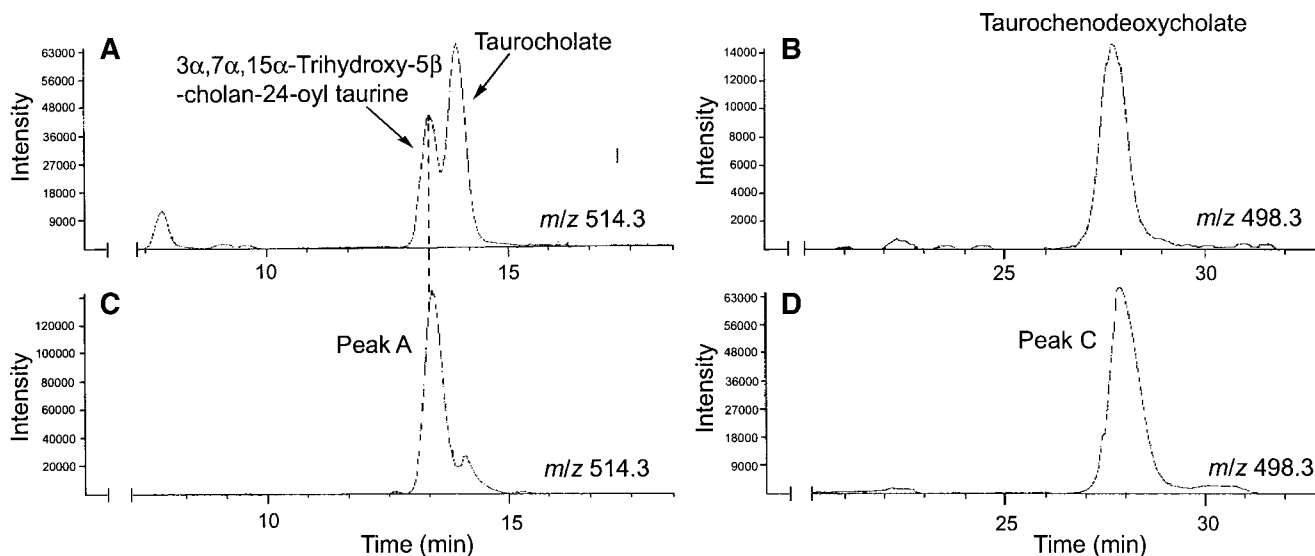 A
63000
56000
48000
36000
27000
18000
9000
Intensity
3α,7α,15α-Trihydroxy-5β
-cholan-24-oyl taurine
Taurocholate
m/z 514.3
10
15
Taurochenodeoxycholate
B
14000
12000
10000
8000
6000
4000
2000
Intensity
m/z 498.3
25
30
C
120000
100000
80000
60000
40000
20000
Intensity
Peak A
m/z 514.3
10
15
Time (min)
D
63000
56000
48000
36000
27000
18000
9000
Intensity
Peak C
m/z 498.3
25
30
Time (min)